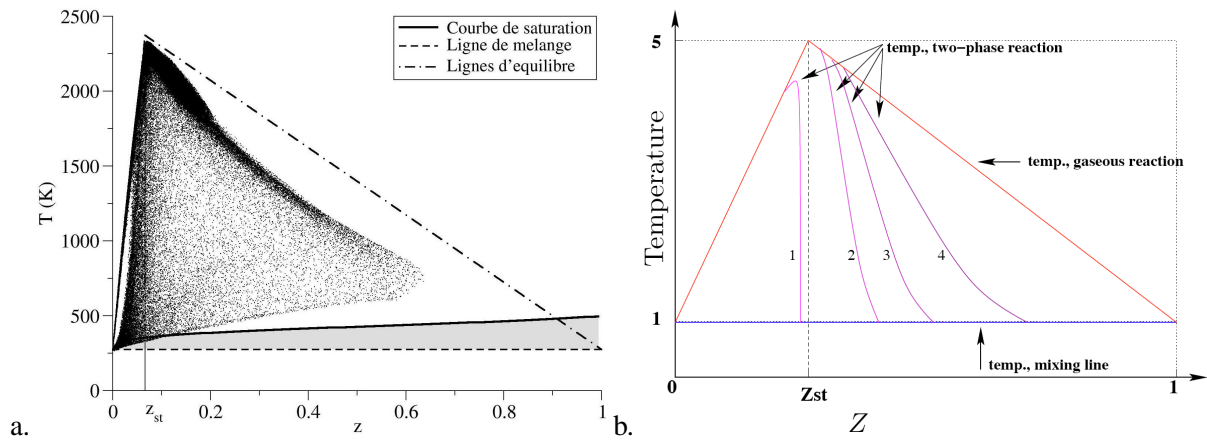 2500
Courbe de saturation
Ligne de melange
Lignes d'equilibre
2000
1500
T (K)
1000
500
0
0
z st
0.2
0.4
0.6
0.8
1
z
a.
5
temp., two-phase reaction
temp., gaseous reaction
Temperature
1
2
3
4
1
temp., mixing line
0
Zst
1
Z
b.